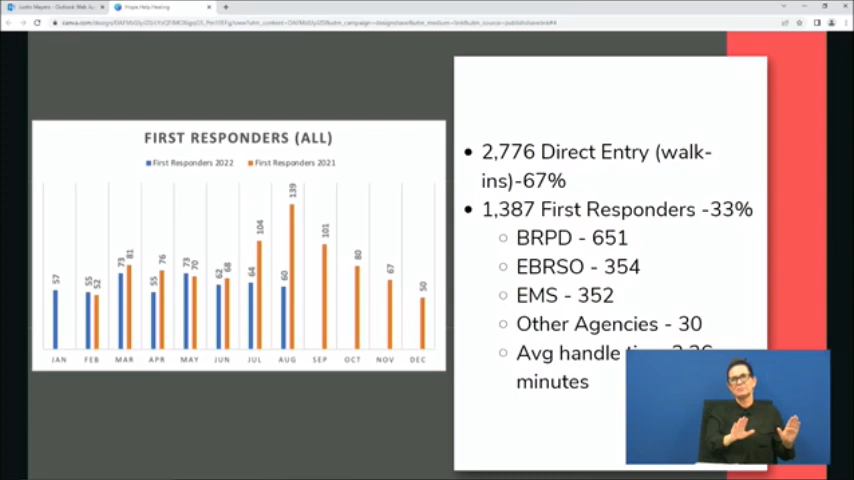 Hope.Help.Healing
FIRST RESPONDERS (ALL)
First Responders 2022 First Responders 2021
57
55 52
73 81
55 76
73 70
62 68
64 104
60 139
101
80
67
50
JAN FEB MAR APR MAY JUN JUL AUG SEP OCT NOV DEC
• 2,776 Direct Entry (walk-
ins)-67%
• 1,387 First Responders -33%
○ BRPD - 651
○ EBRSO - 354
○ EMS - 352
○ Other Agencies - 30
○ Avg handle
minutes